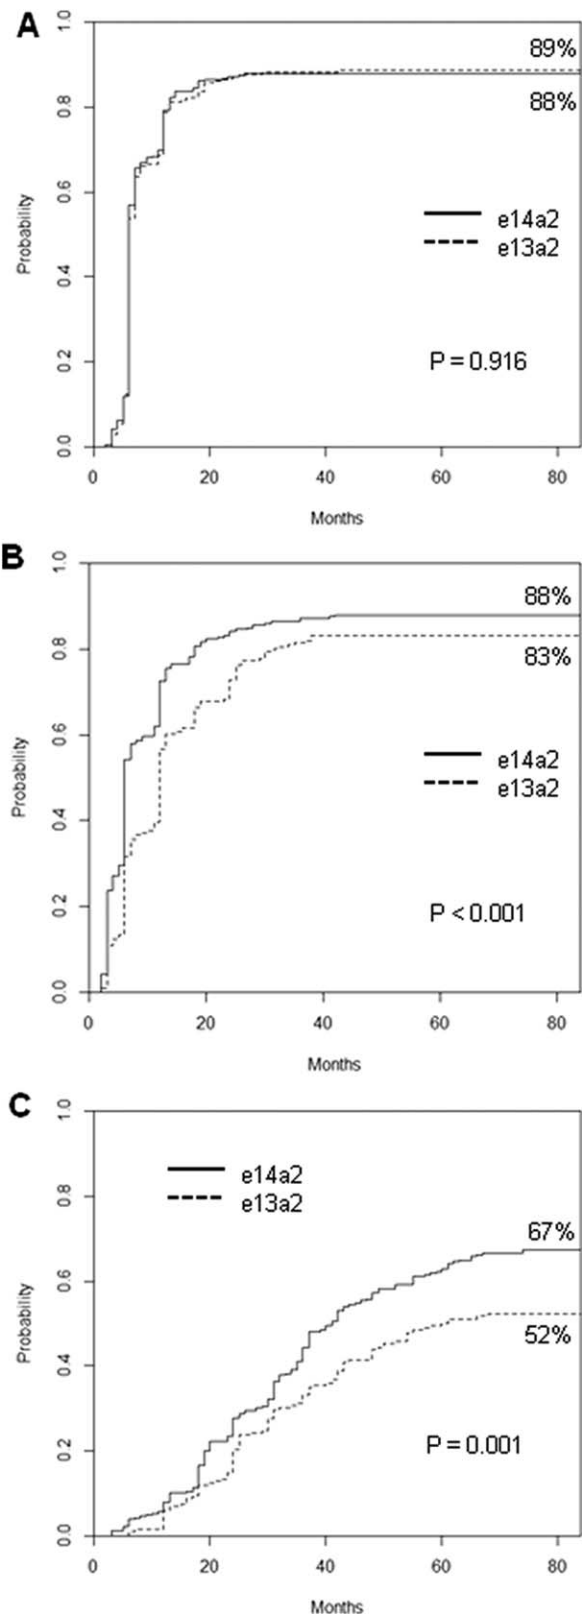 A
1.0
89%
0.8
88%
0.6
Probability
e14a2
e13a2
0.4
0.2
P = 0.916
0.0
0 20 40 60 80
Months
B
1.0
88%
0.8
83%
0.6
Probability
e14a2
e13a2
0.4
0.2
P < 0.001
0.0
0 20 40 60 80
Months
C
1.0
e14a2
e13a2
0.8
67%
0.6
Probability
52%
0.4
0.2
P = 0.001
0.0
0 20 40 60 80
Months